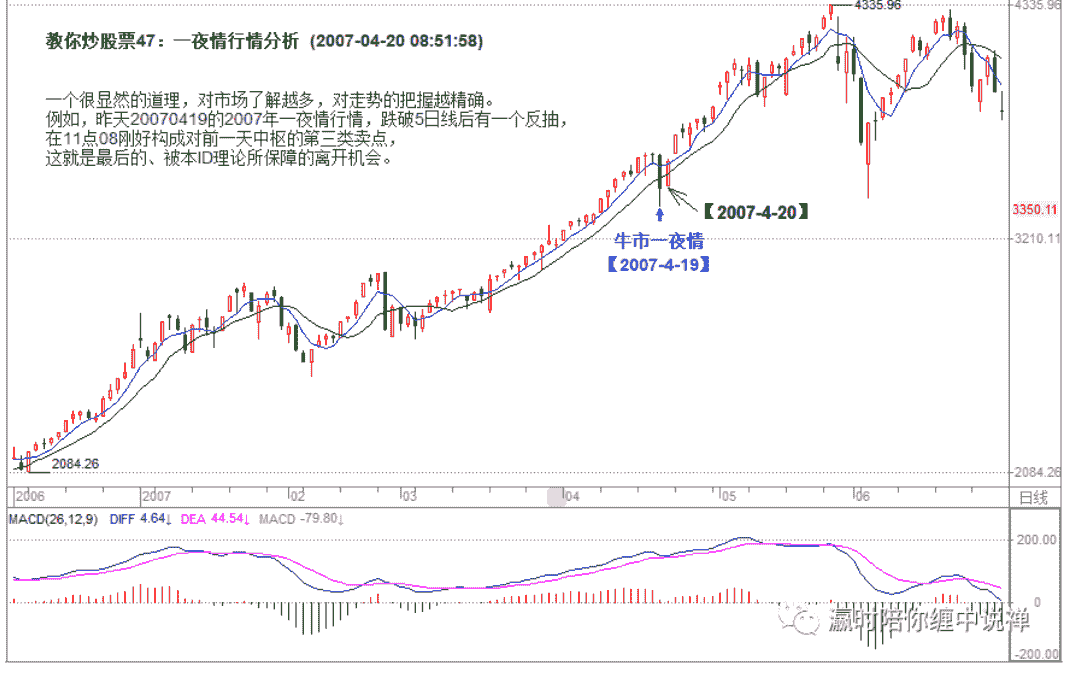 4335.96
4335.96
教你炒股票47：一夜情行情分析 (2007-04-20 08:51:58)
一个很显然的道理，对市场了解越多，对走势的把握越精确。
例如，昨天20070419的2007年一夜情行情，跌破5日线后有一个反抽，
在11点08刚好构成对前一天中枢的第三类卖点，
这就是最后的、被本ID理论所保障的离开机会。
【2007-4-20】
3350.11
牛市一夜情
3210.11
【2007-4-19】
2084.26
2084.26
2006 2007 02 03 04 05 06 日线
MACD(26,12,9) DIFF 4.64↓ DEA 44.54↓ MACD -79.80↓
200.00
0
赢时陪你缠中说禅
-200.00